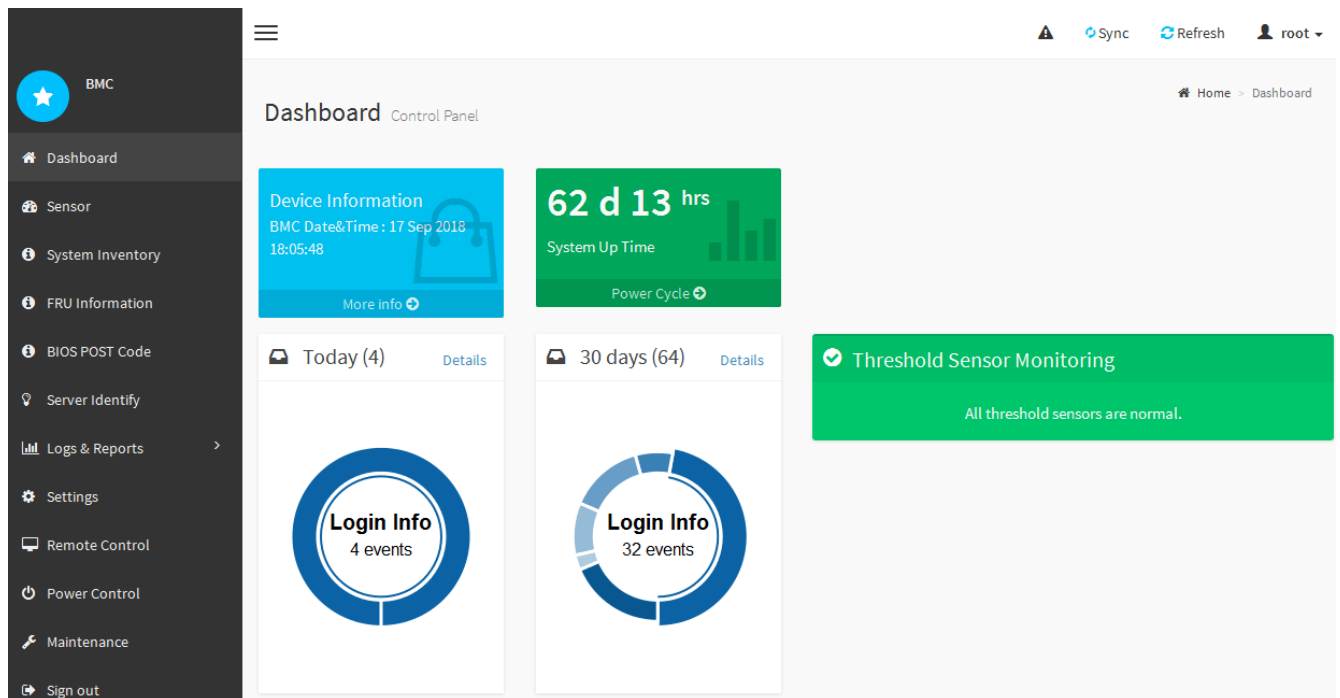 Sync
Refresh
root
BMC
Home > Dashboard
Dashboard Control Panel
Dashboard
Sensor
System Inventory
FRU Information
BIOS POST Code
Server Identify
Logs & Reports
Settings
Remote Control
Power Control
Maintenance
Sign out
Device Information
BMC Date&Time : 17 Sep 2018
18:05:48
More info
62 d 13 hrs
System Up Time
Power Cycle
Today (4) Details
Login Info
4 events
30 days (64) Details
Login Info
32 events
Threshold Sensor Monitoring
All threshold sensors are normal.